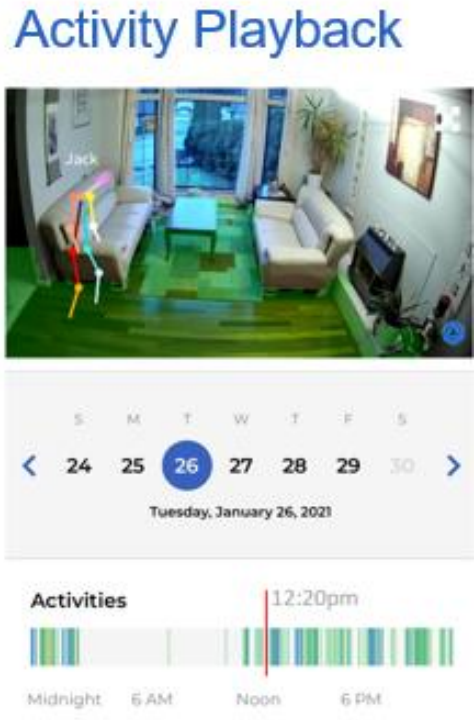 Activity Playback
Jack
S M T W T F S
24 25 26 27 28 29 30
Tuesday, January 26, 2021
Activities 12:20pm
Midnight 6 AM Noon 6 PM